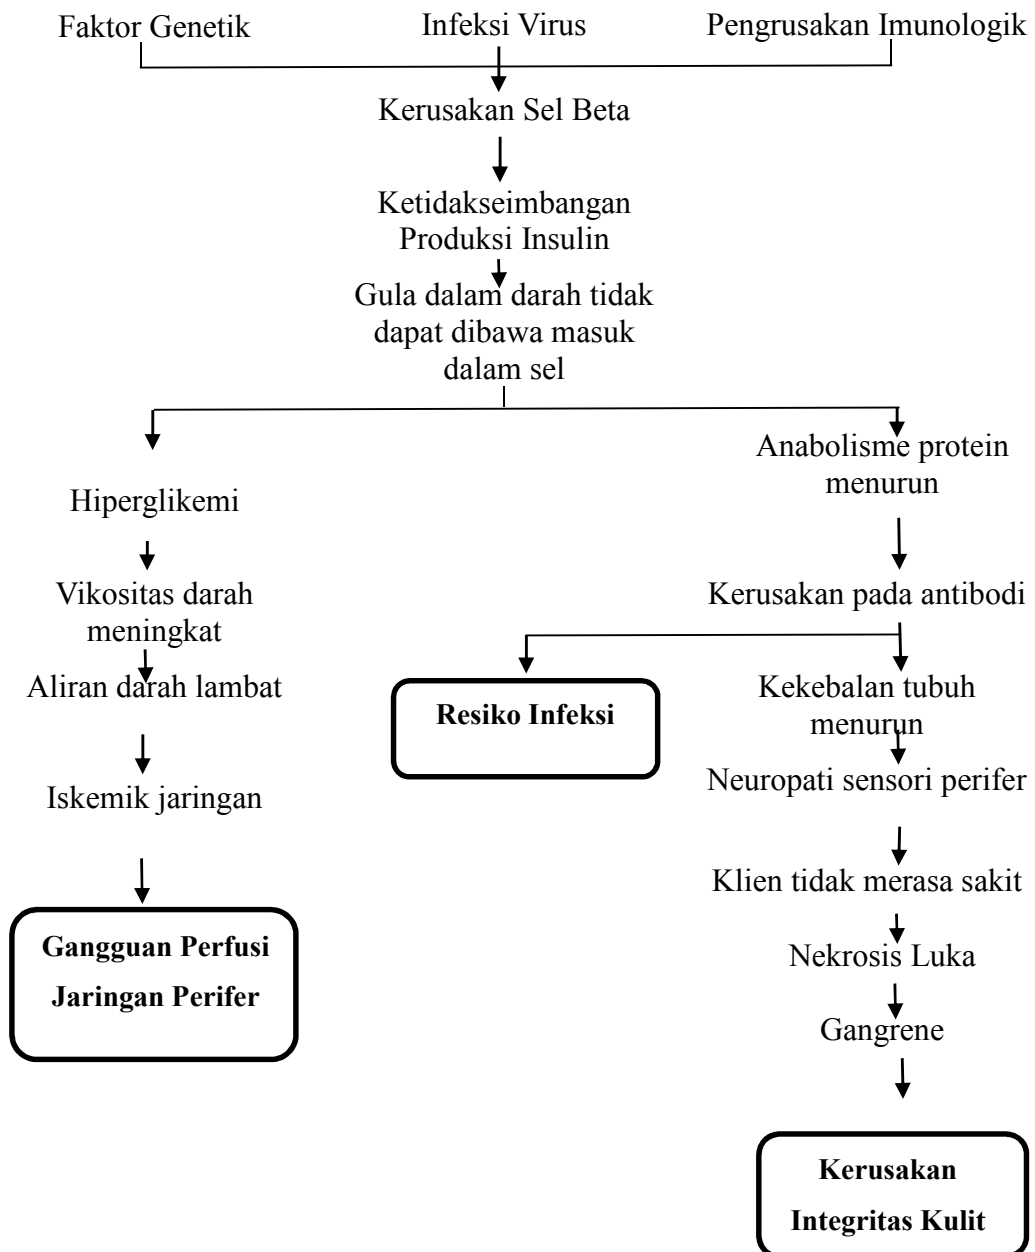 Faktor Genetik
Infeksi Virus
Pengrusakan Imunologik
Kerusakan Sel Beta
Ketidakseimbangan
Produksi Insulin
Gula dalam darah tidak
dapat dibawa masuk
dalam sel
Hiperglikemi
Vikositas darah
meningkat
Aliran darah lambat
Iskemik jaringan
Gangguan Perfusi
Jaringan Perifer
Anabolisme protein
menurun
Kerusakan pada antibodi
Resiko Infeksi
Kekebalan tubuh
menurun
Neuropati sensori perifer
Klien tidak merasa sakit
Nekrosis Luka
Gangrene
Kerusakan
Integritas Kulit